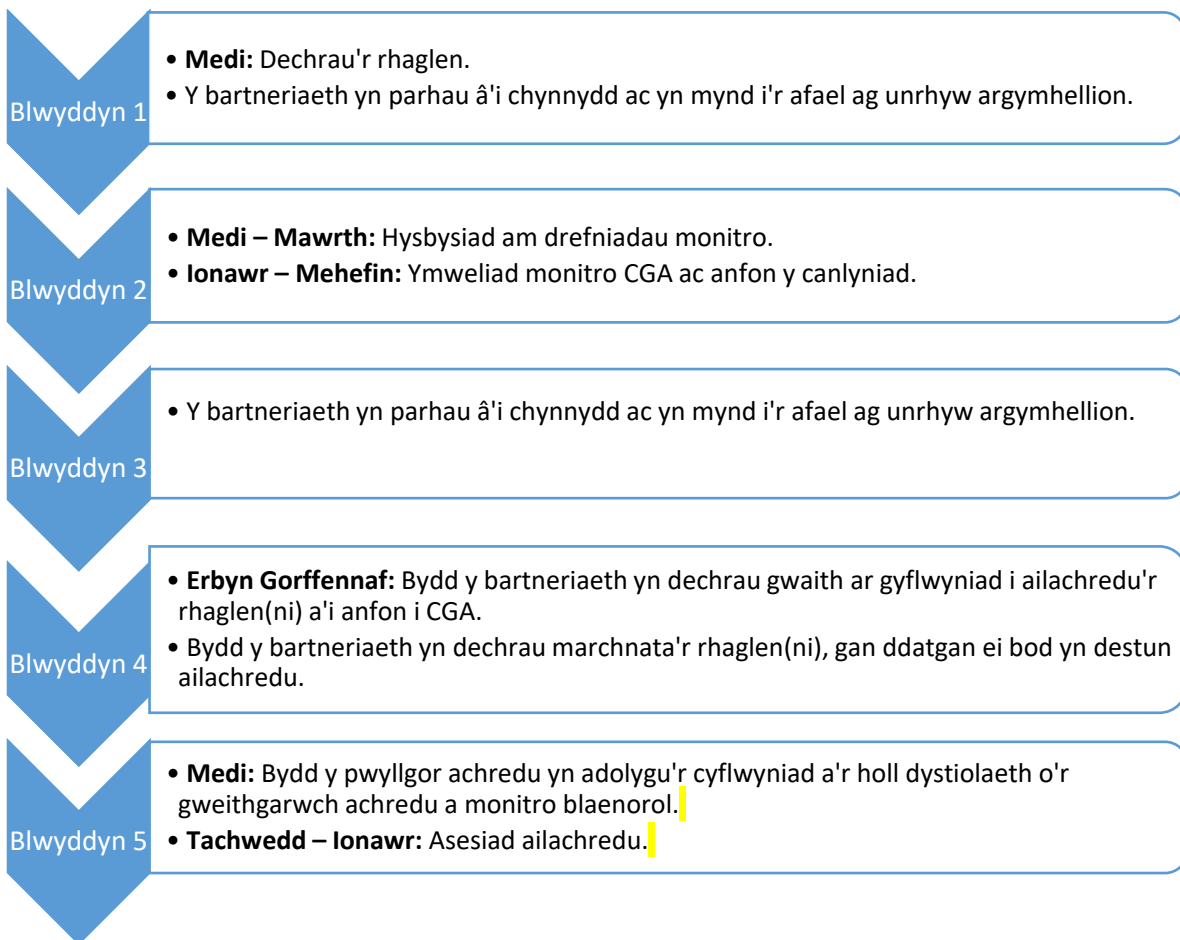 Blwyddyn 1
• Medi: Dechrau'r rhaglen.
• Y bartneriaeth yn parhau â'i chynnydd ac yn mynd i'r afael ag unrhyw argymhellion.
Blwyddyn 2
• Medi – Mawrth: Hysbysiad am drefniadau monitro.
• Ionawr – Mehefin: Ymweliad monitro CGA ac anfon y canlyniad.
Blwyddyn 3
• Y bartneriaeth yn parhau â'i chynnydd ac yn mynd i'r afael ag unrhyw argymhellion.
Blwyddyn 4
• Erbyn Gorffennaf: Bydd y bartneriaeth yn dechrau gwaith ar gyflwyniad i ailachredu'r
rhaglen(ni) a'i anfon i CGA.
• Bydd y bartneriaeth yn dechrau marchnata'r rhaglen(ni), gan ddatgan ei bod yn destun
ailachredu.
Blwyddyn 5
• Medi: Bydd y pwyllgor achredu yn adolygu'r cyflwyniad a'r holl dystiolaeth o'r
gweithgarwch achredu a monitro blaenorol.
• Tachwedd – Ionawr: Asesiad ailachredu.